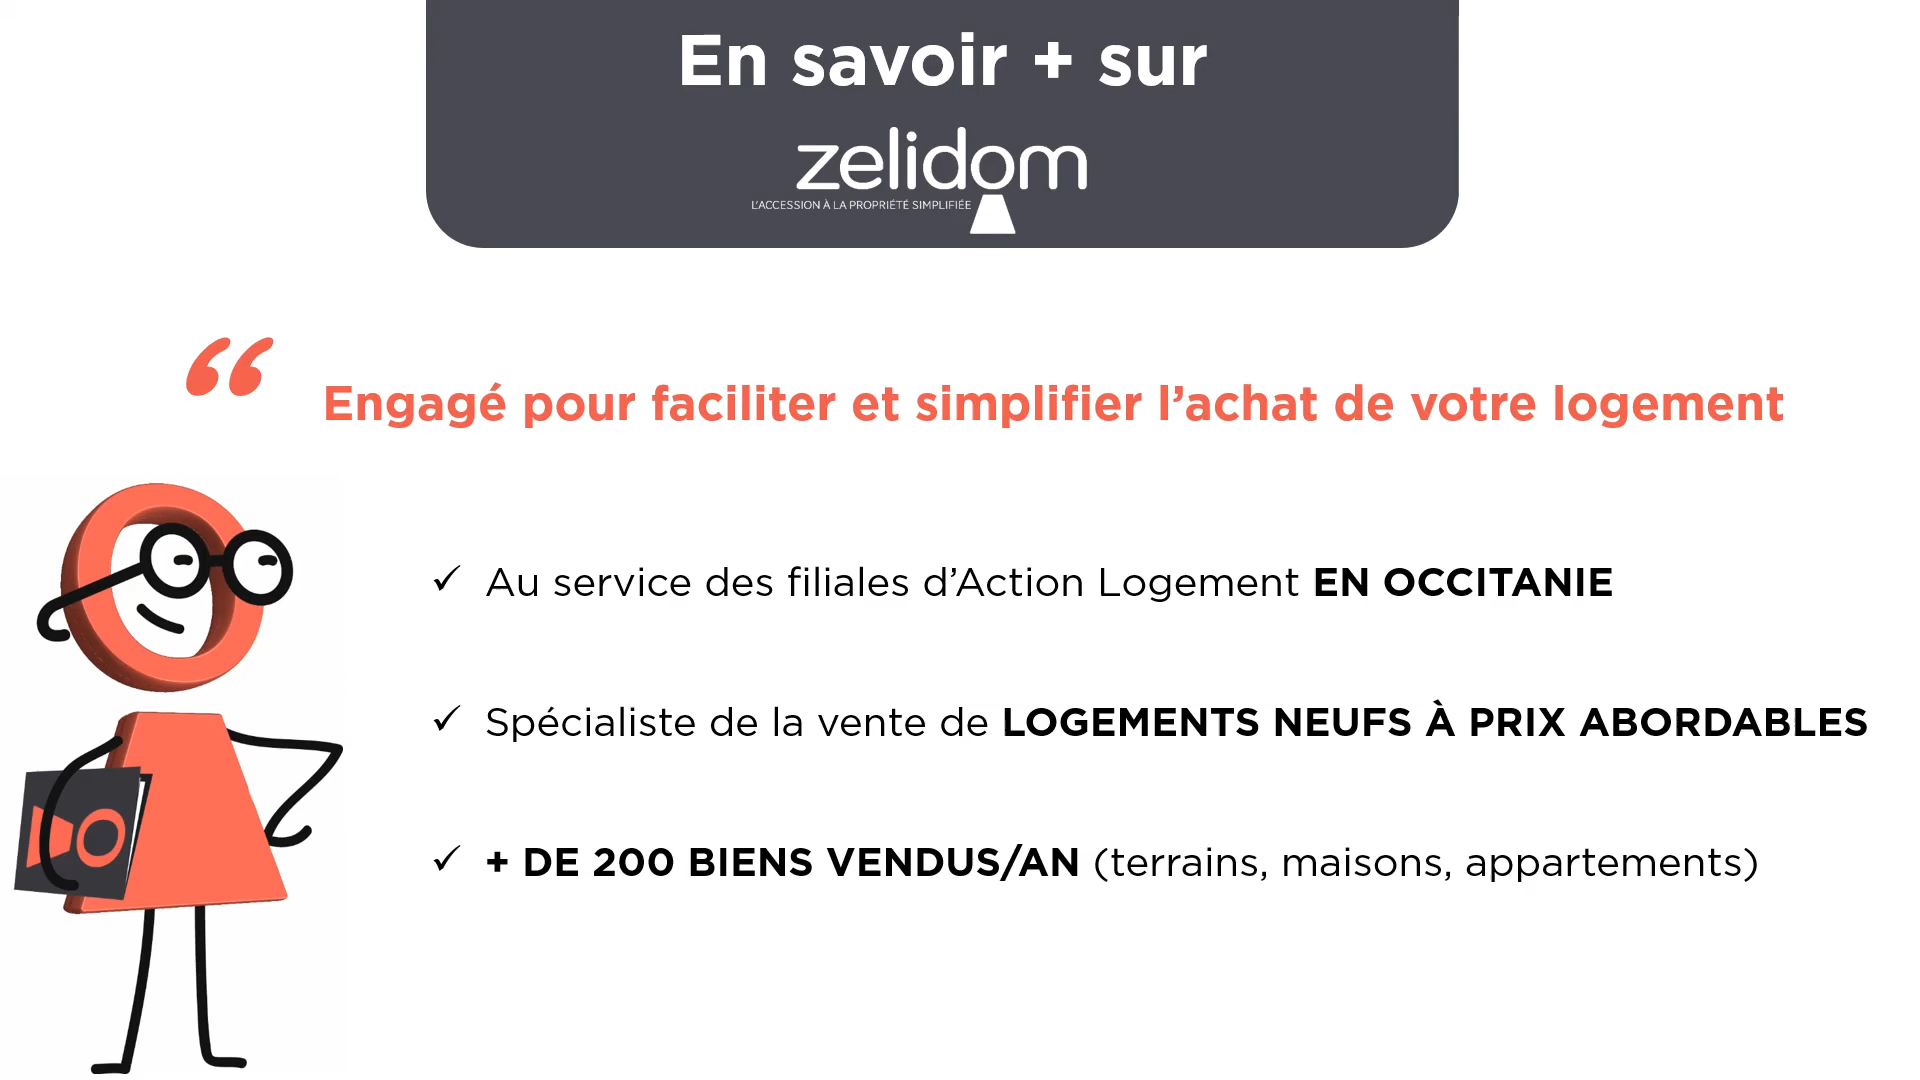 En savoir + sur
zelidom
L'ACCESSION À LA PROPRIÉTÉ SIMPLIFIÉE
“ Engagé pour faciliter et simplifier l’achat de votre logement
✓ Au service des filiales d’Action Logement EN OCCITANIE
✓ Spécialiste de la vente de LOGEMENTS NEUFS À PRIX ABORDABLES
✓ + DE 200 BIENS VENDUS/AN (terrains, maisons, appartements)